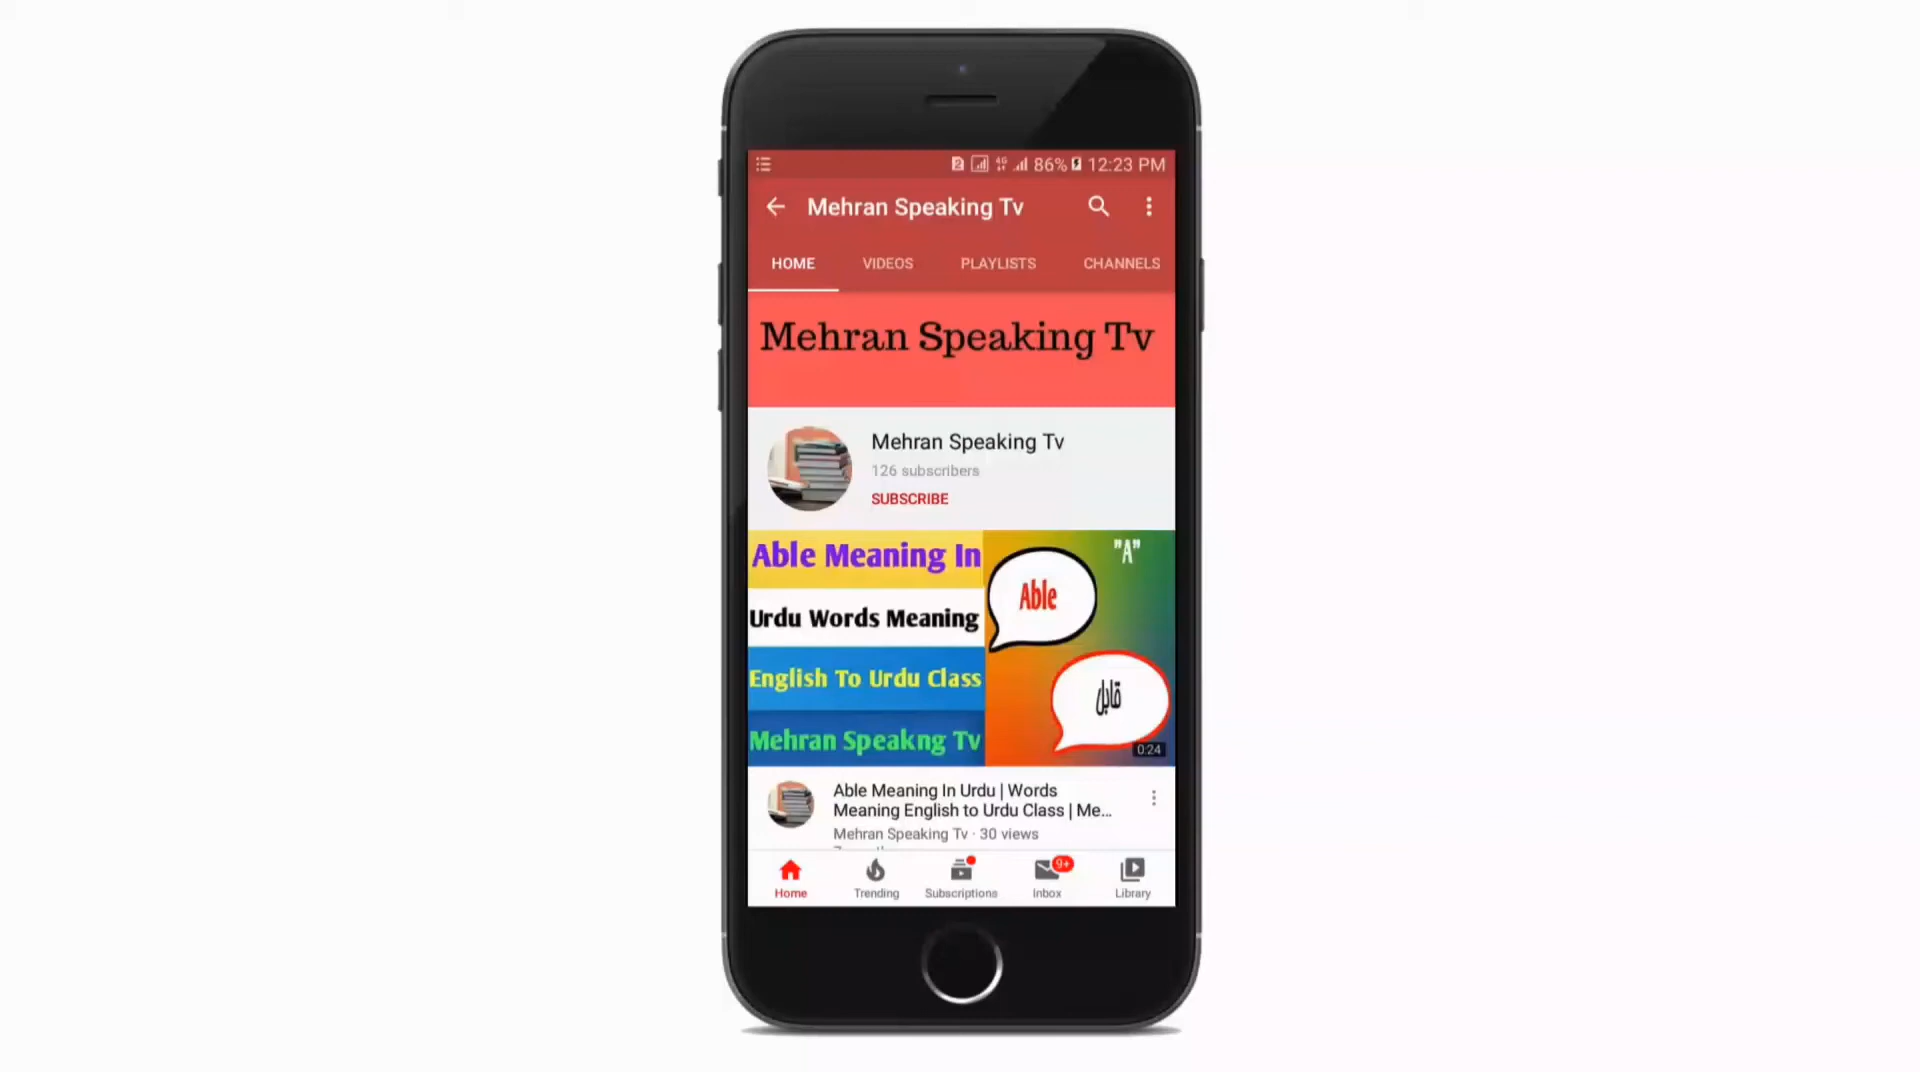 4G 86% 12:23 PM
Mehran Speaking Tv
HOME VIDEOS PLAYLISTS CHANNELS
Mehran Speaking Tv
Mehran Speaking Tv
126 subscribers
SUBSCRIBE
Able Meaning In
Urdu Words Meaning
English To Urdu Class
Mehran Speakng Tv
"A"
Able
قابل
0:24
Able Meaning In Urdu | Words
Meaning English to Urdu Class | Me...
Mehran Speaking Tv · 30 views
9+
Home Trending Subscriptions Inbox Library